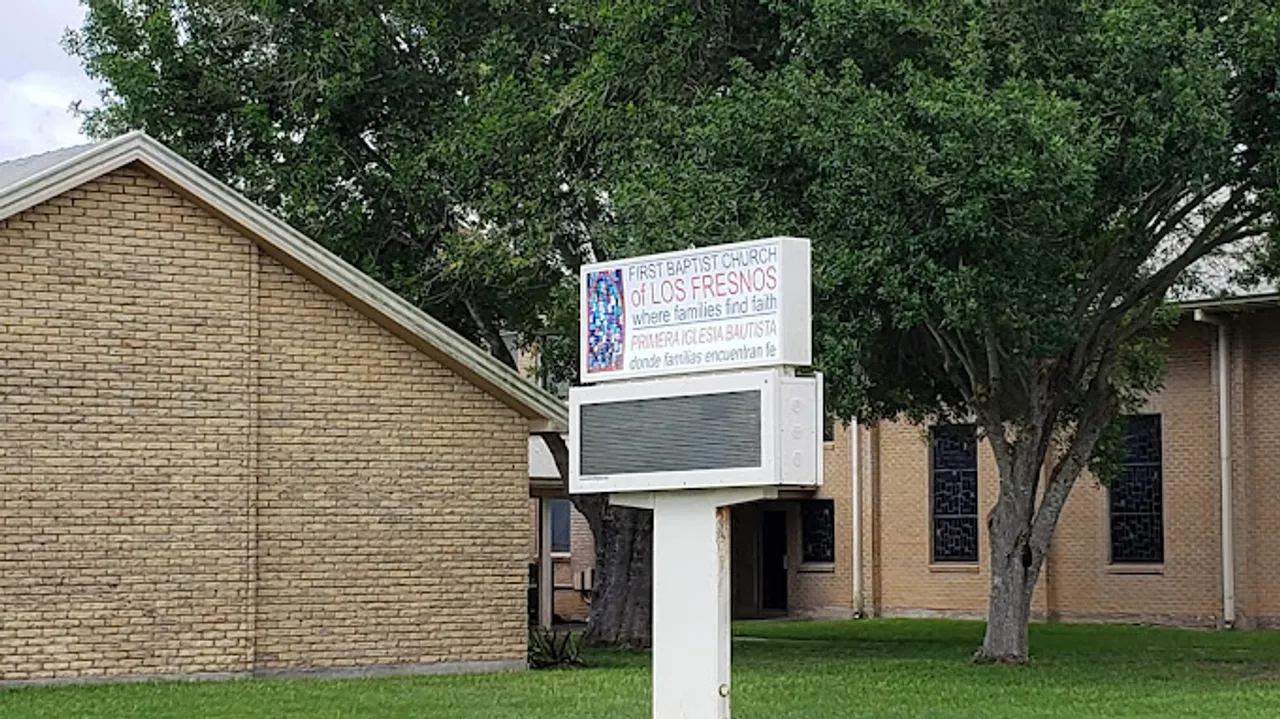 FIRST BAPTIST CHURCH
of LOS FRESNOS
where families find faith
PRIMERA IGLESIA BAUTISTA
donde familias encuentran fe